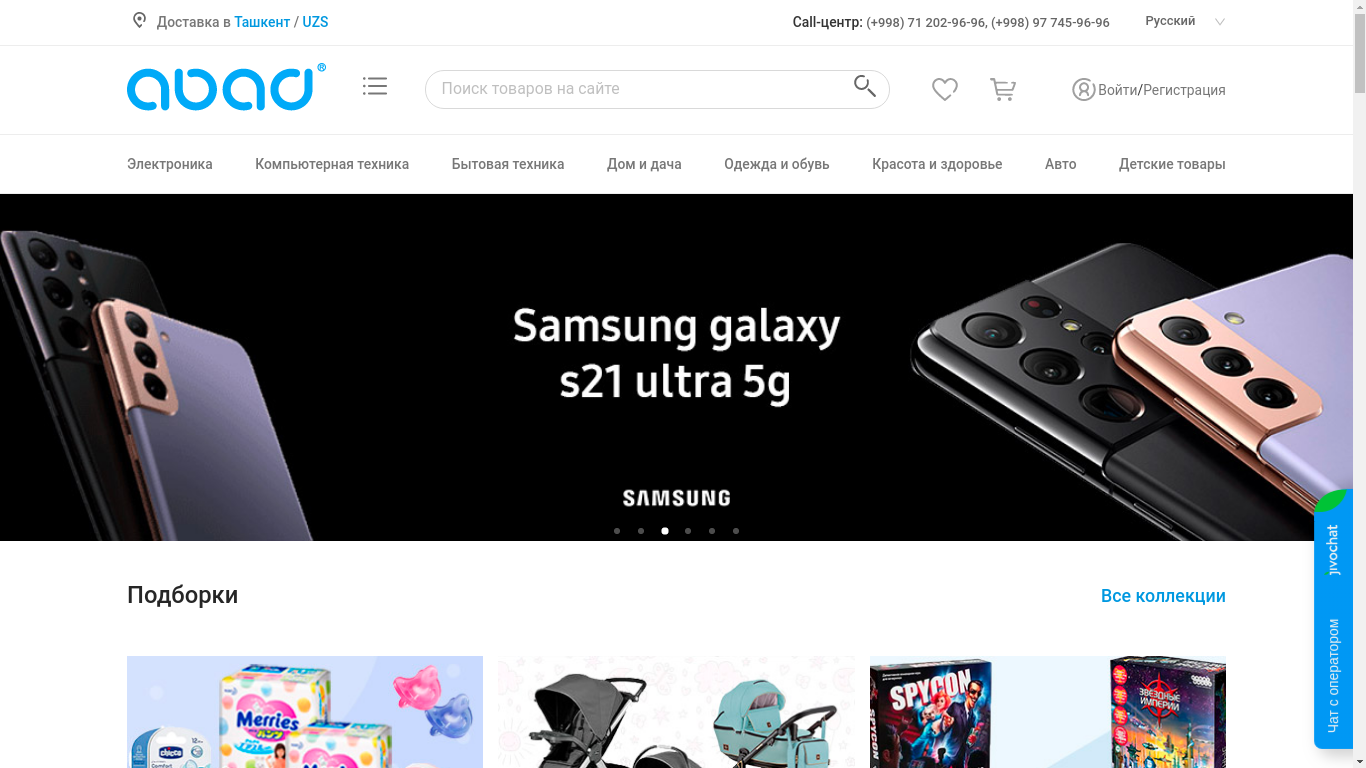 Доставка в Ташкент / UZS
Call-центр: (+998) 71 202-96-96, (+998) 97 745-96-96
Русский
abad®
Поиск товаров на сайте
Войти/Регистрация
Электроника
Компьютерная техника
Бытовая техника
Дом и дача
Одежда и обувь
Красота и здоровье
Авто
Детские товары
Samsung galaxy
s21 ultra 5g
SAMSUNG
jivochat
Чат с оператором
Подборки
Все коллекции
Merries
chicco
Comfort
SPYCON
SPYCON
ЗВЁЗДНЫЕ
ИМПЕРИИ